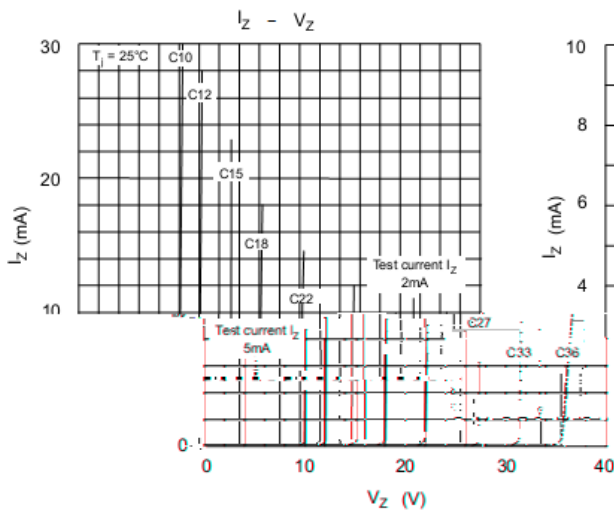 I_Z – V_Z
30
T_j = 25°C
C10
10
C12
8
20
C15
6
I_Z (mA)
I_Z (mA)
C18
Test current I_Z
2mA
4
C22
10
C27
Test current I_Z
5mA
C33
C36
0
0
10
20
30
40
V_Z (V)